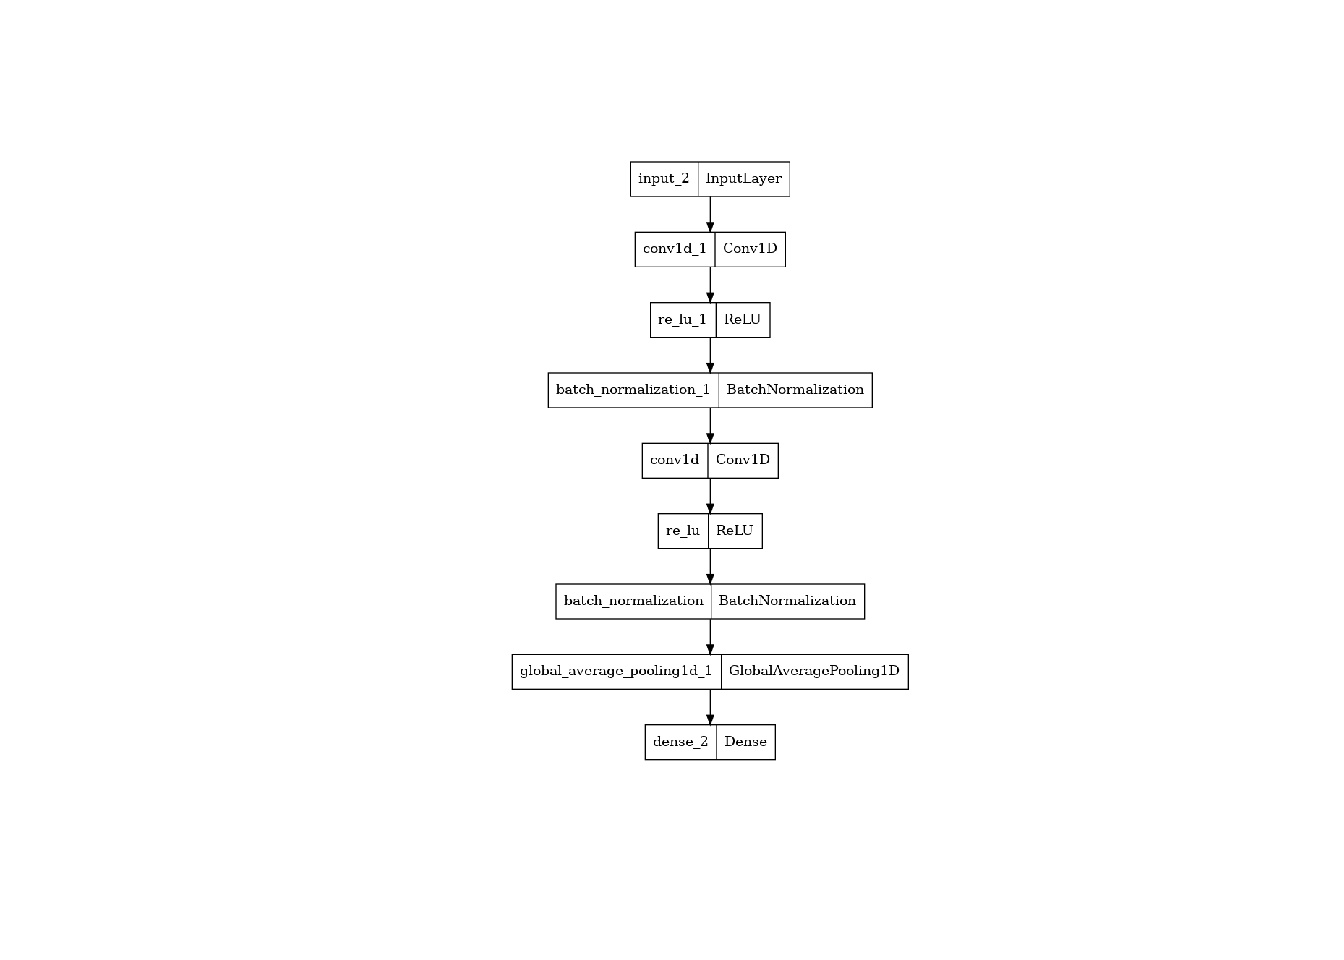 input_2 InputLayer
conv1d_1 Conv1D
re_lu_1 ReLU
batch_normalization_1 BatchNormalization
conv1d Conv1D
re_lu ReLU
batch_normalization BatchNormalization
global_average_pooling1d_1 GlobalAveragePooling1D
dense_2 Dense